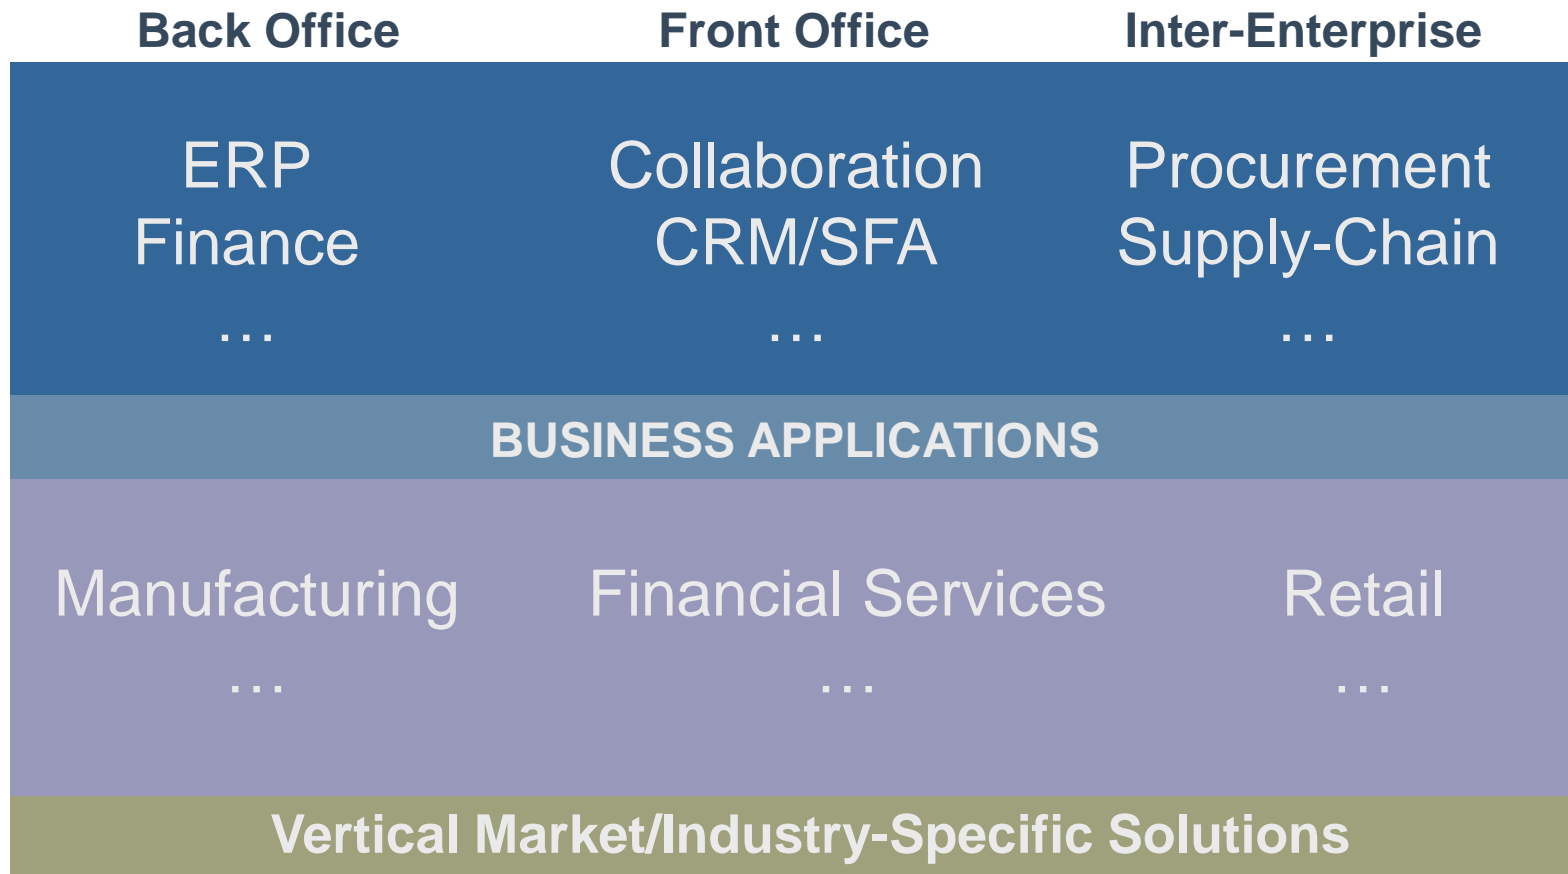 Back Office Front Office Inter-Enterprise
ERP Collaboration Procurement
Finance CRM/SFA Supply-Chain
… … …
BUSINESS APPLICATIONS
Manufacturing Financial Services Retail
… … …
Vertical Market/Industry-Specific Solutions